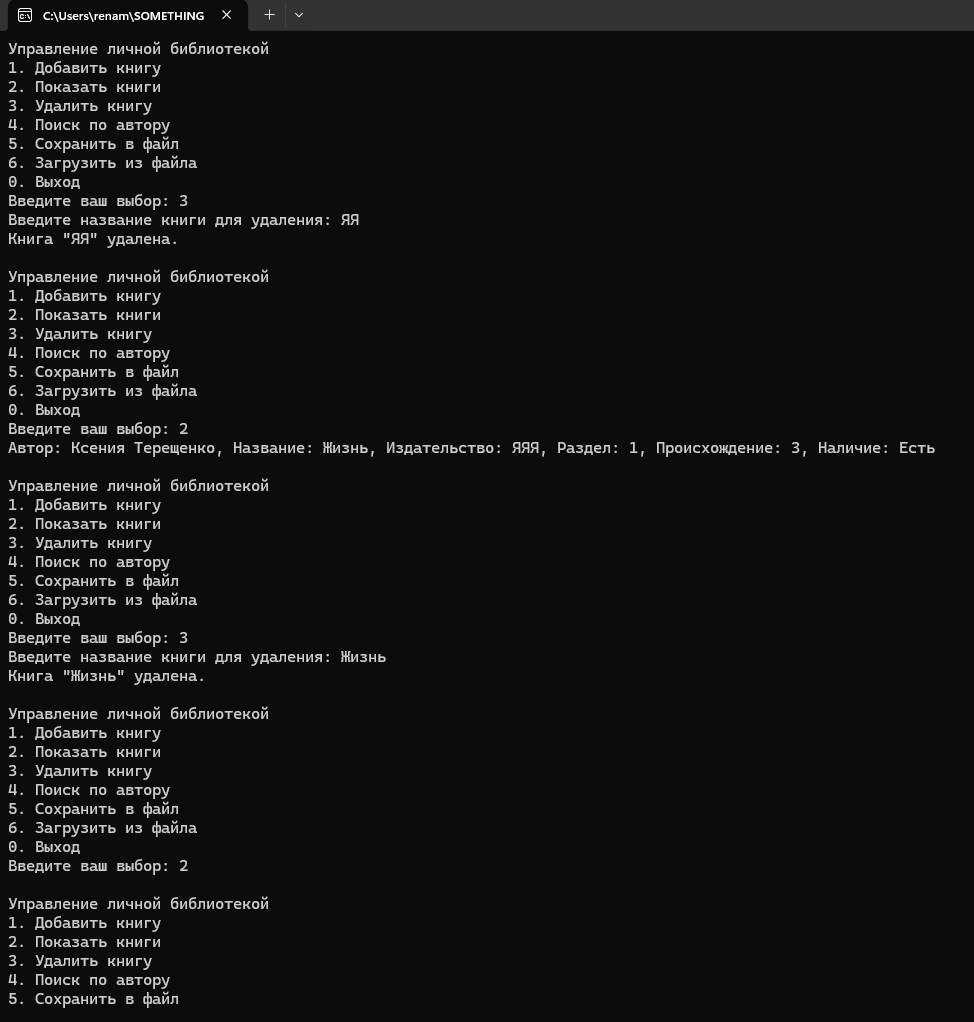 C:\Users\renam\SOMETHING
Управление личной библиотекой
1. Добавить книгу
2. Показать книги
3. Удалить книгу
4. Поиск по автору
5. Сохранить в файл
6. Загрузить из файла
0. Выход
Введите ваш выбор: 3
Введите название книги для удаления: ЯЯ
Книга "ЯЯ" удалена.
Управление личной библиотекой
1. Добавить книгу
2. Показать книги
3. Удалить книгу
4. Поиск по автору
5. Сохранить в файл
6. Загрузить из файла
0. Выход
Введите ваш выбор: 2
Автор: Ксения Терещенко, Название: Жизнь, Издательство: ЯЯЯ, Раздел: 1, Происхождение: 3, Наличие: Есть
Управление личной библиотекой
1. Добавить книгу
2. Показать книги
3. Удалить книгу
4. Поиск по автору
5. Сохранить в файл
6. Загрузить из файла
0. Выход
Введите ваш выбор: 3
Введите название книги для удаления: Жизнь
Книга "Жизнь" удалена.
Управление личной библиотекой
1. Добавить книгу
2. Показать книги
3. Удалить книгу
4. Поиск по автору
5. Сохранить в файл
6. Загрузить из файла
0. Выход
Введите ваш выбор: 2
Управление личной библиотекой
1. Добавить книгу
2. Показать книги
3. Удалить книгу
4. Поиск по автору
5. Сохранить в файл